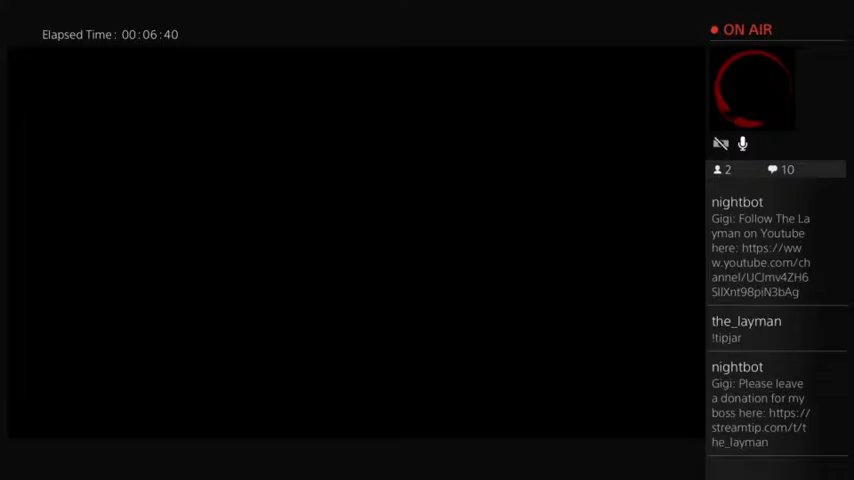 Elapsed Time: 00:06:40
ON AIR
2
10
nightbot
Gigi: Follow The La
yman on Youtube
here: https://ww
w.youtube.com/ch
annel/UCJmv4ZH6
SIlXnt98piN3bAg
the_layman
!tipjar
nightbot
Gigi: Please leave
a donation for my
boss here: https://
streamtip.com/t/t
he_layman